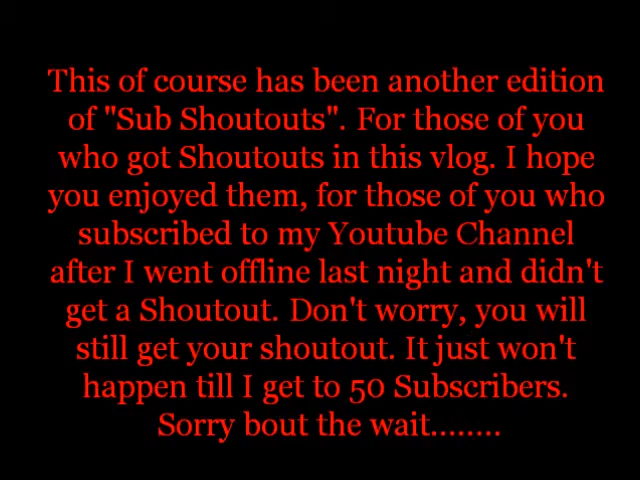 This of course has been another edition
of "Sub Shoutouts". For those of you
who got Shoutouts in this vlog. I hope
you enjoyed them, for those of you who
subscribed to my Youtube Channel
after I went offline last night and didn't
get a Shoutout. Don't worry, you will
still get your shoutout. It just won't
happen till I get to 50 Subscribers.
Sorry bout the wait........